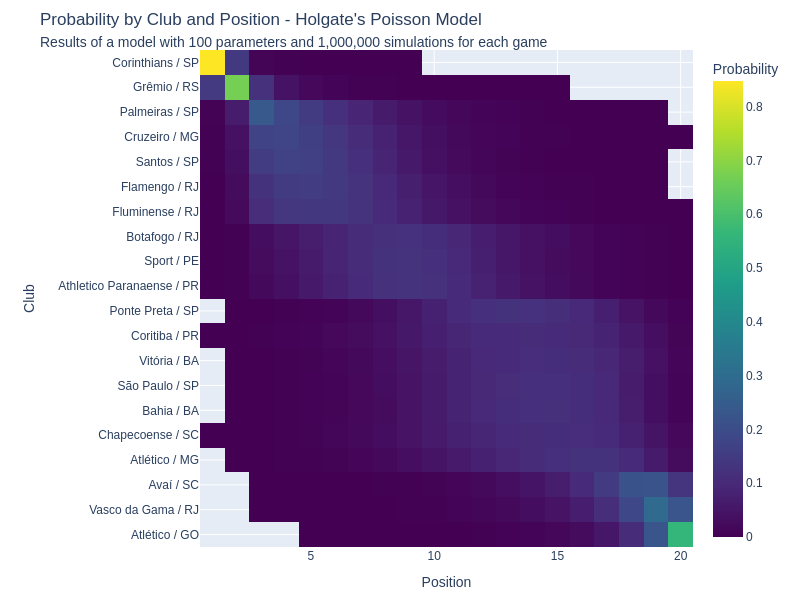 Probability by Club and Position - Holgate's Poisson Model
Results of a model with 100 parameters and 1,000,000 simulations for each game
Probability
Club
Corinthians / SP
Grêmio / RS
Palmeiras / SP
Cruzeiro / MG
Santos / SP
Flamengo / RJ
Fluminense / RJ
Botafogo / RJ
Sport / PE
Athletico Paranaense / PR
Ponte Preta / SP
Coritiba / PR
Vitória / BA
São Paulo / SP
Bahia / BA
Chapecoense / SC
Atlético / MG
Avaí / SC
Vasco da Gama / RJ
Atlético / GO
0.8
0.7
0.6
0.5
0.4
0.3
0.2
0.1
0
5 10 15 20
Position